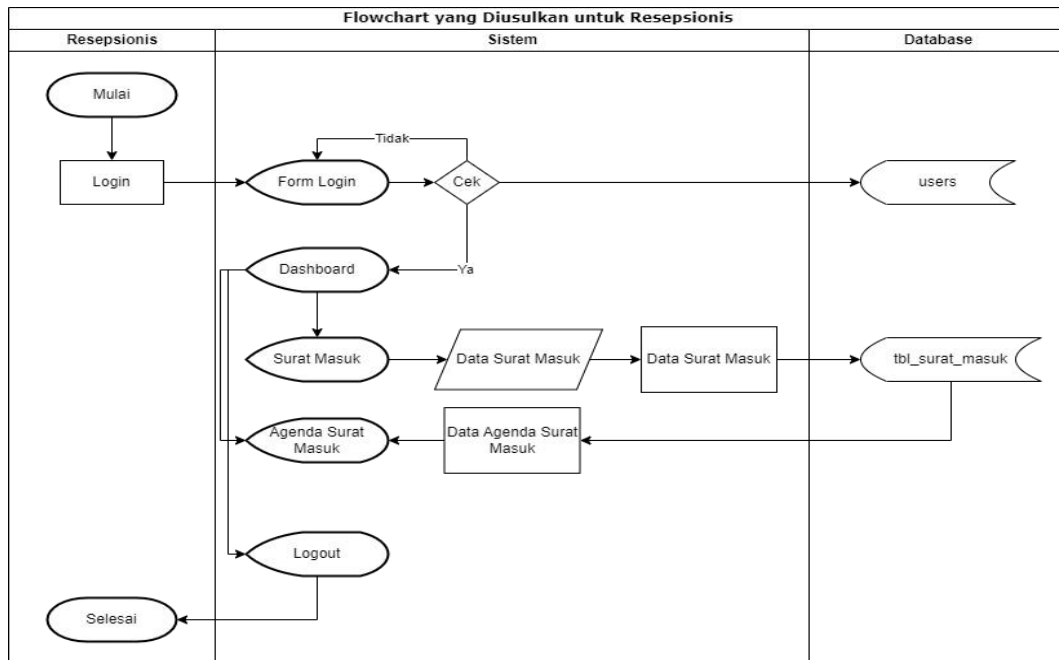 Flowchart yang Diusulkan untuk Resepsionis
Resepsionis
Sistem
Database
Mulai
Tidak
Login
Form Login
Cek
users
Dashboard
Ya
Surat Masuk
Data Surat Masuk
Data Surat Masuk
tbl_surat_masuk
Agenda Surat
Masuk
Data Agenda Surat
Masuk
Logout
Selesai